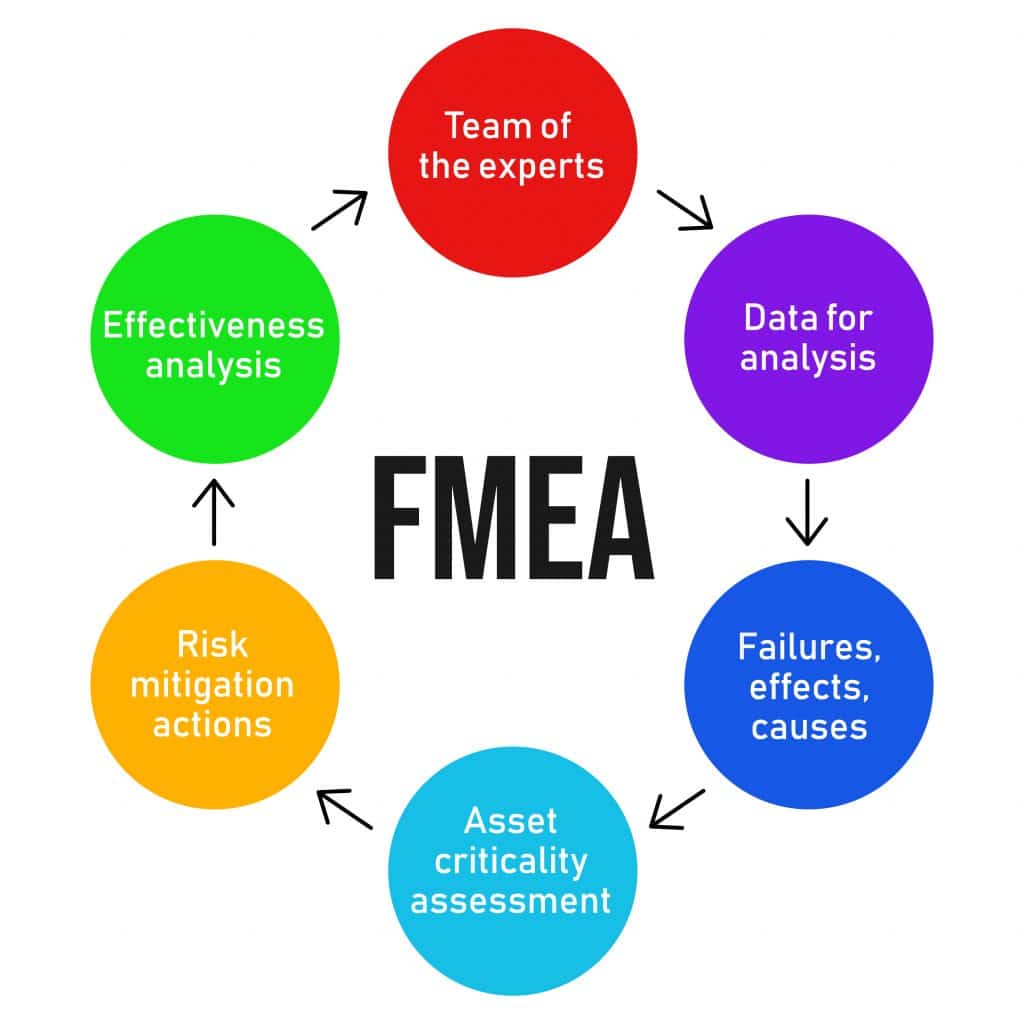 Team of
the experts
Data for
analysis
Failures,
effects,
causes
Asset
criticality
assessment
Risk
mitigation
actions
Effectiveness
analysis
FMEA